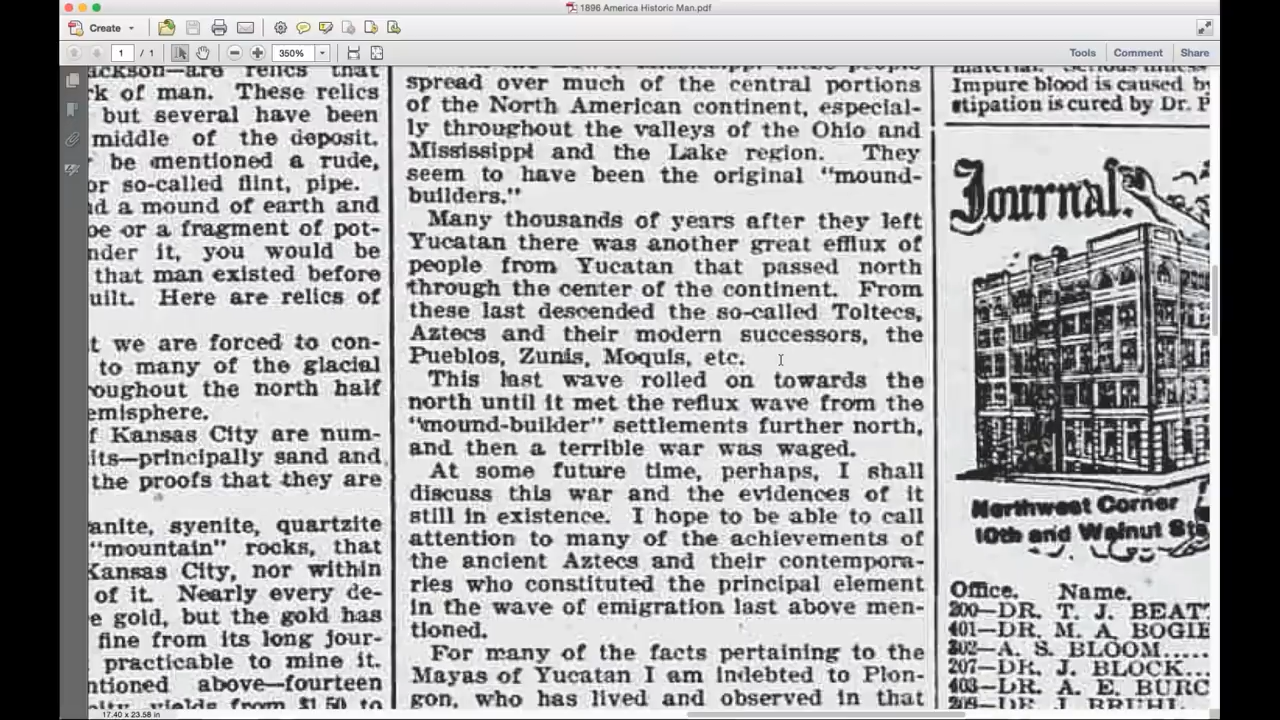 1896 America Historic Man.pdf
Create
1 / 1
350%
Tools Comment Share
ackson—are relics that
rk of man. These relics
but several have been
middle of the deposit.
be mentioned a rude,
or so-called flint, pipe.
d a mound of earth and
pe or a fragment of pot-
nder it, you would be
that man existed before
uilt. Here are relics of
t we are forced to con-
to many of the glacial
roughout the north half
emisphere.
f Kansas City are num-
its—principally sand and
the proofs that they are
anite, syenite, quartzite
"mountain" rocks, that
Kansas City, nor within
of it. Nearly every de-
e gold, but the gold has
fine from its long jour-
practicable to mine it.
ntioned above—fourteen
yields from $1.50 to
spread over much of the central portions
of the North American continent, especial-
ly throughout the valleys of the Ohio and
Mississippi and the Lake region. They
seem to have been the original "mound-
builders."
Many thousands of years after they left
Yucatan there was another great efflux of
people from Yucatan that passed north
through the center of the continent. From
these last descended the so-called Toltecs,
Aztecs and their modern successors, the
Pueblos, Zunis, Moquis, etc.
This last wave rolled on towards the
north until it met the reflux wave from the
"mound-builder" settlements further north,
and then a terrible war was waged.
At some future time, perhaps, I shall
discuss this war and the evidences of it
still in existence. I hope to be able to call
attention to many of the achievements of
the ancient Aztecs and their contempora-
ries who constituted the principal element
in the wave of emigration last above men-
tioned.
For many of the facts pertaining to the
Mayas of Yucatan I am indebted to Plon-
gon, who has lived and observed in that
Impure blood is caused by
stipation is cured by Dr. P
Journal.
Northwest Corner
10th and Walnut Sts
Office. Name.
200—DR. T. J. BEAT
401—DR. M. A. BOGIE
302—A. S. BLOOM.....
207—DR. J. BLOCK....
403—DR. A. E. BURC
209—DR. J. BRUHL
17.40 x 23.58 in